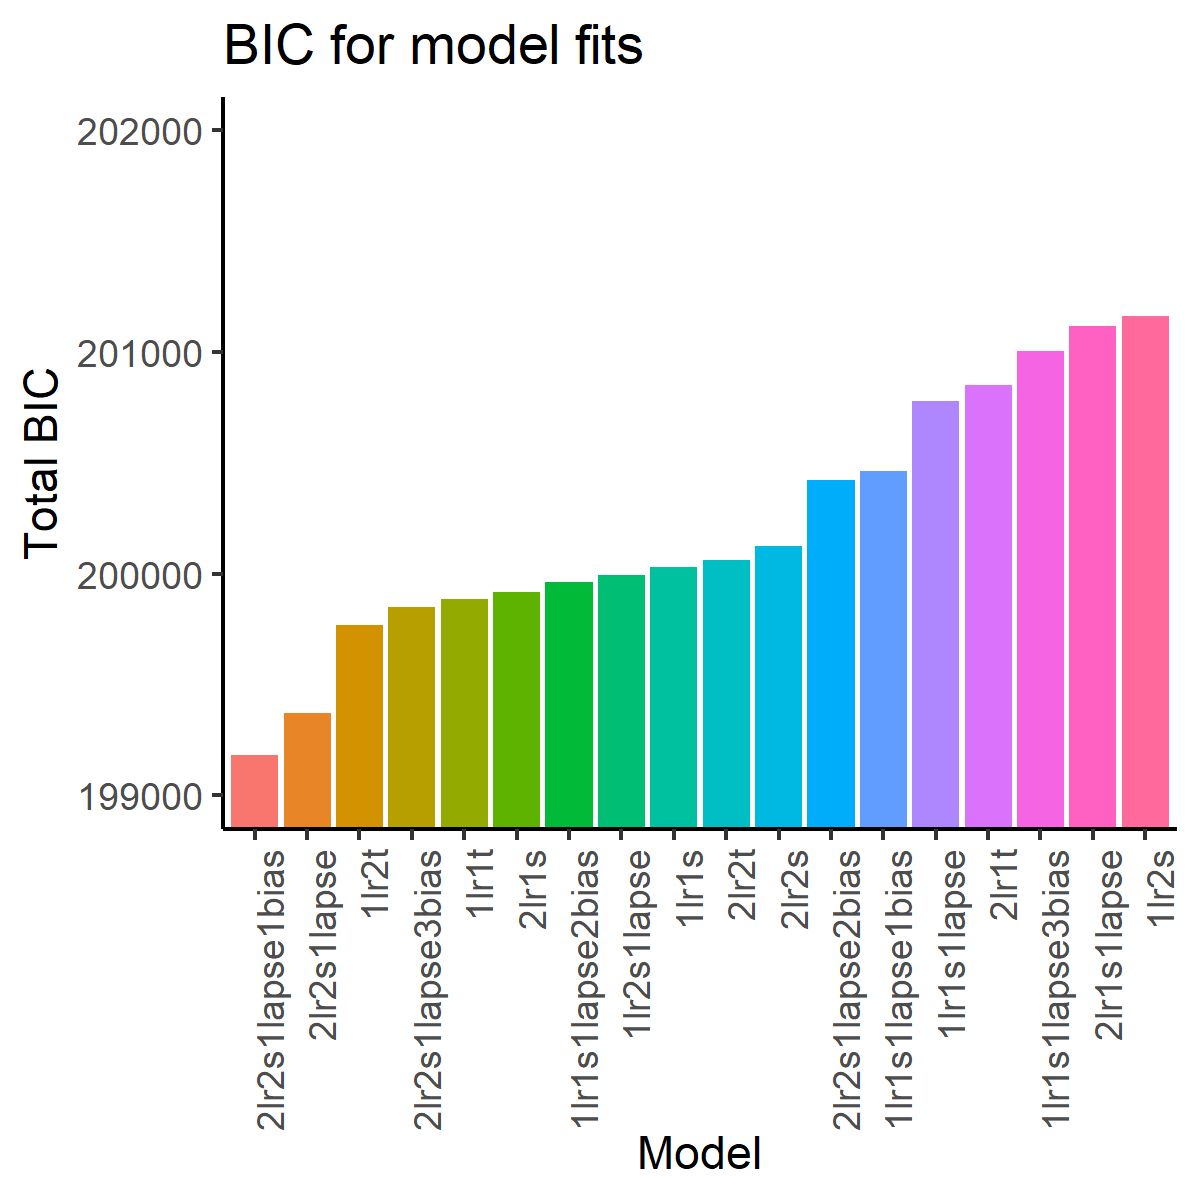 BIC for model fits
202000
201000
200000
199000
Total BIC
2lr2s1lapse1bias
2lr2s1lapse
1lr2t
2lr2s1lapse3bias
1lr1t
2lr1s
1lr1s1lapse2bias
1lr2s1lapse
1lr1s
2lr2t
2lr2s
2lr2s1lapse2bias
1lr1s1lapse1bias
1lr1s1lapse
2lr1t
1lr1s1lapse3bias
2lr1s1lapse
1lr2s
Model